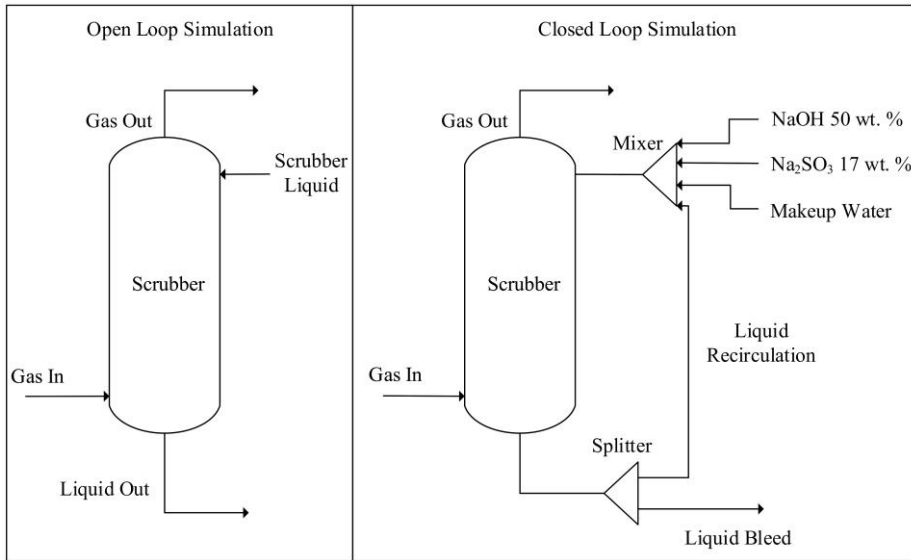 Open Loop Simulation
Gas Out
Scrubber
Liquid
Scrubber
Gas In
Liquid Out
Closed Loop Simulation
Gas Out
Mixer
NaOH 50 wt. %
Na₂SO₃ 17 wt. %
Makeup Water
Scrubber
Liquid
Recirculation
Gas In
Splitter
Liquid Bleed